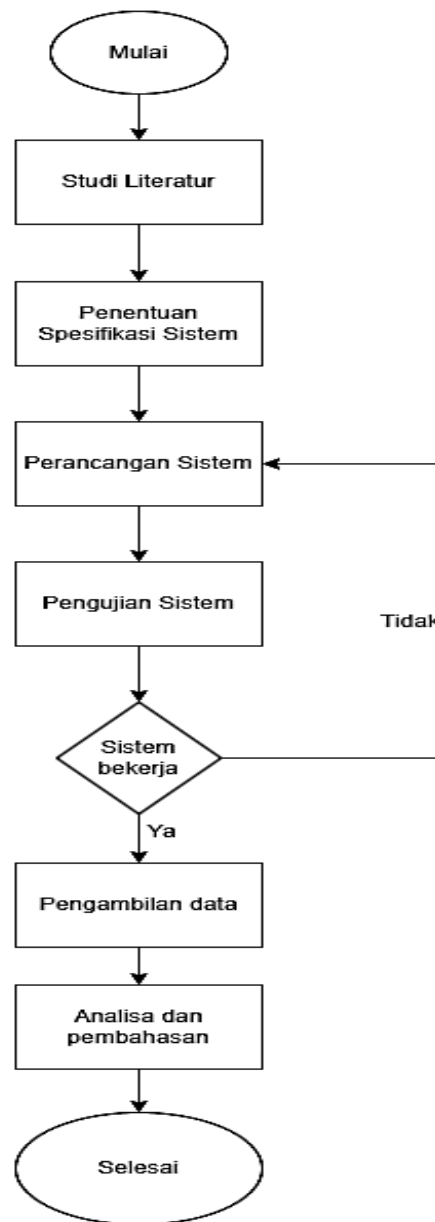 Mulai
Studi Literatur
Penentuan
Spesifikasi Sistem
Perancangan Sistem
Pengujian Sistem
Tidak
Sistem
bekerja
Ya
Pengambilan data
Analisa dan
pembahasan
Selesai